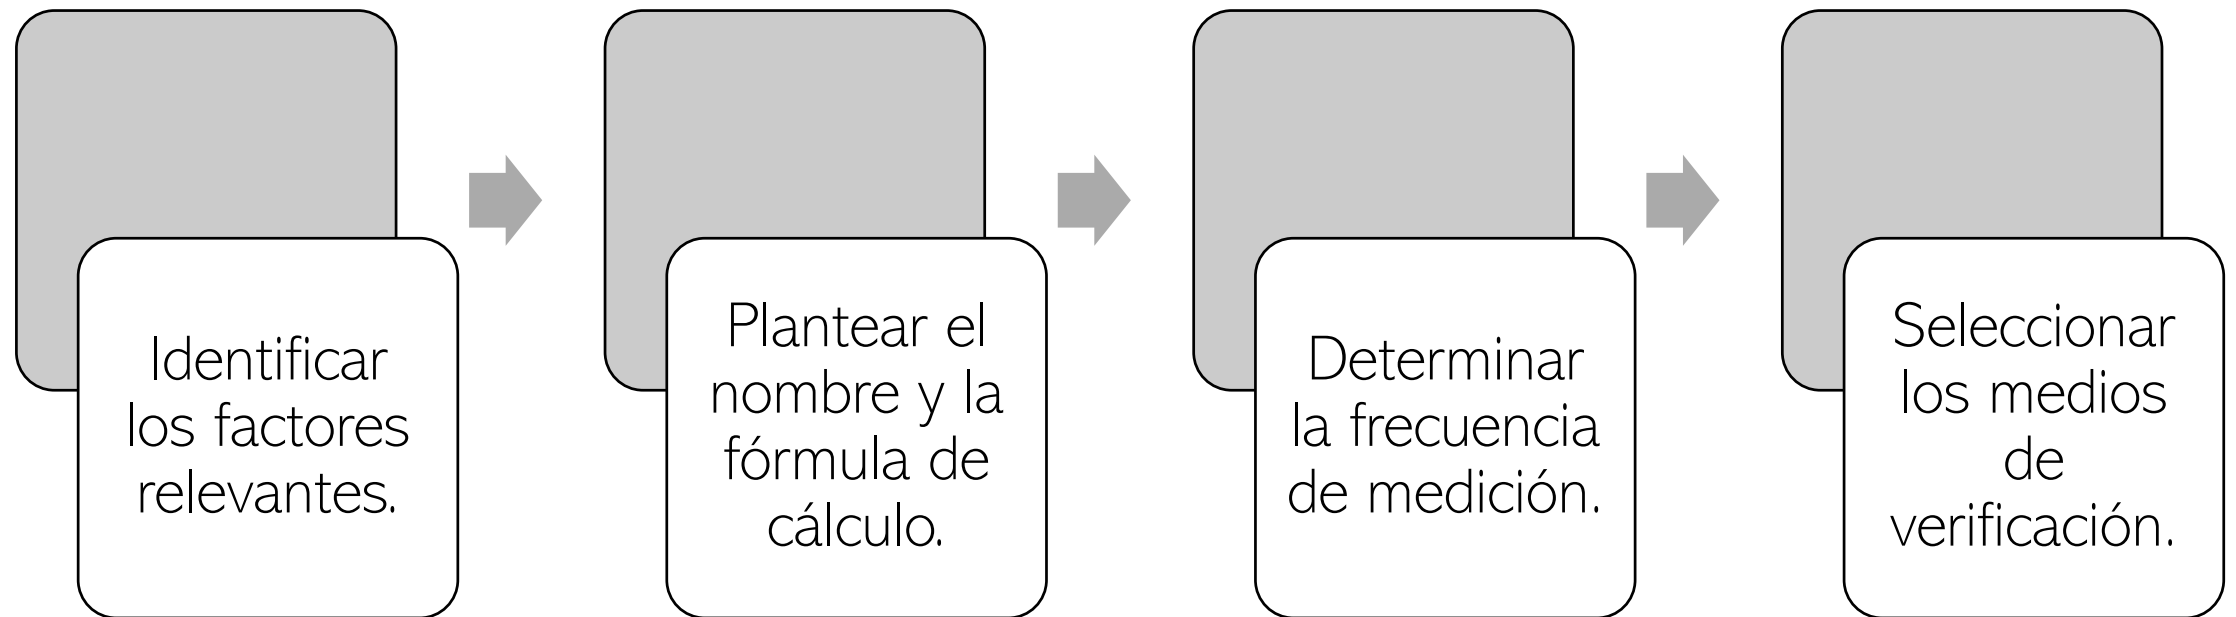 Identificar
los factores
relevantes.
Plantear el
nombre y la
fórmula de
cálculo.
Determinar
la frecuencia
de medición.
Seleccionar
los medios
de
verificación.